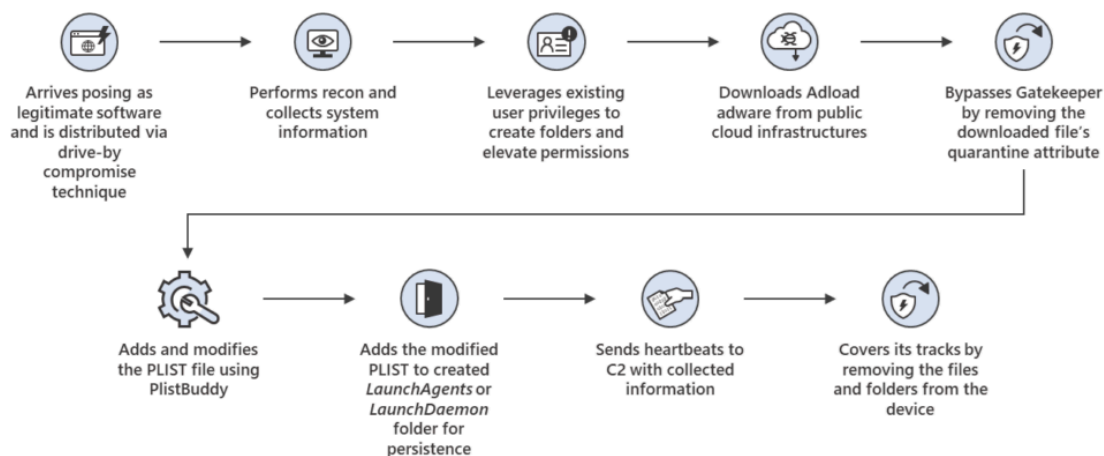 Arrives posing as
legitimate software
and is distributed via
drive-by
compromise
technique
Performs recon and
collects system
information
Leverages existing
user privileges to
create folders and
elevate permissions
Downloads Adload
adware from public
cloud infrastructures
Bypasses Gatekeeper
by removing the
downloaded file's
quarantine attribute
Adds and modifies
the PLIST file using
PlistBuddy
Adds the modified
PLIST to created
LaunchAgents or
LaunchDaemon
folder for
persistence
Sends heartbeats to
C2 with collected
information
Covers its tracks by
removing the files
and folders from the
device